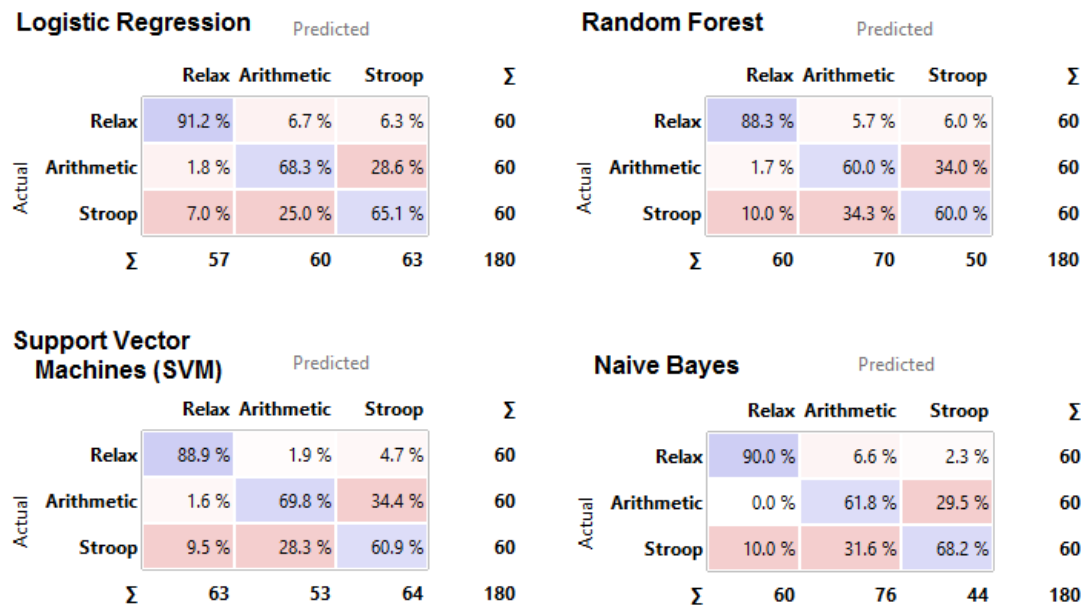 Logistic Regression Predicted
Relax Arithmetic Stroop Σ
Relax 91.2 % 6.7 % 6.3 % 60
Actual
Arithmetic 1.8 % 68.3 % 28.6 % 60
Stroop 7.0 % 25.0 % 65.1 % 60
Σ 57 60 63 180
Random Forest Predicted
Relax Arithmetic Stroop Σ
Relax 88.3 % 5.7 % 6.0 % 60
Actual
Arithmetic 1.7 % 60.0 % 34.0 % 60
Stroop 10.0 % 34.3 % 60.0 % 60
Σ 60 70 50 180
Support Vector
Machines (SVM) Predicted
Relax Arithmetic Stroop Σ
Relax 88.9 % 1.9 % 4.7 % 60
Actual
Arithmetic 1.6 % 69.8 % 34.4 % 60
Stroop 9.5 % 28.3 % 60.9 % 60
Σ 63 53 64 180
Naive Bayes Predicted
Relax Arithmetic Stroop Σ
Relax 90.0 % 6.6 % 2.3 % 60
Actual
Arithmetic 0.0 % 61.8 % 29.5 % 60
Stroop 10.0 % 31.6 % 68.2 % 60
Σ 60 76 44 180